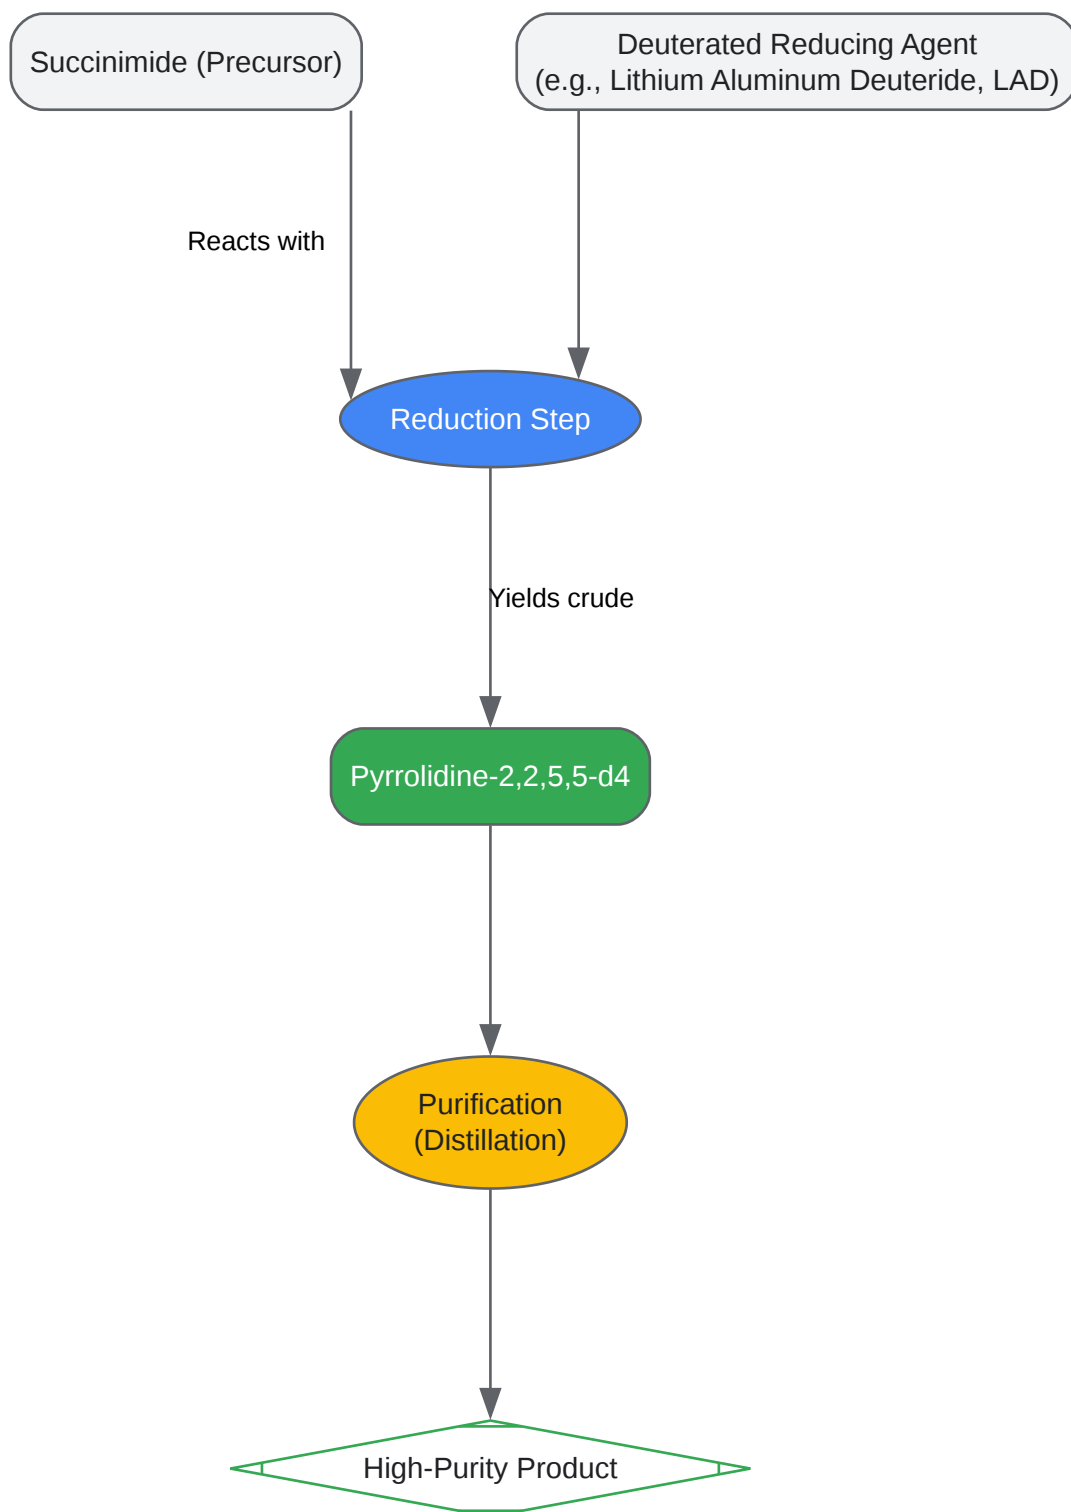 Succinimide (Precursor)
Deuterated Reducing Agent
(e.g., Lithium Aluminum Deuteride, LAD)
Reacts with
Reduction Step
Yields crude
Pyrrolidine-2,2,5,5-d4
Purification
(Distillation)
High-Purity Product